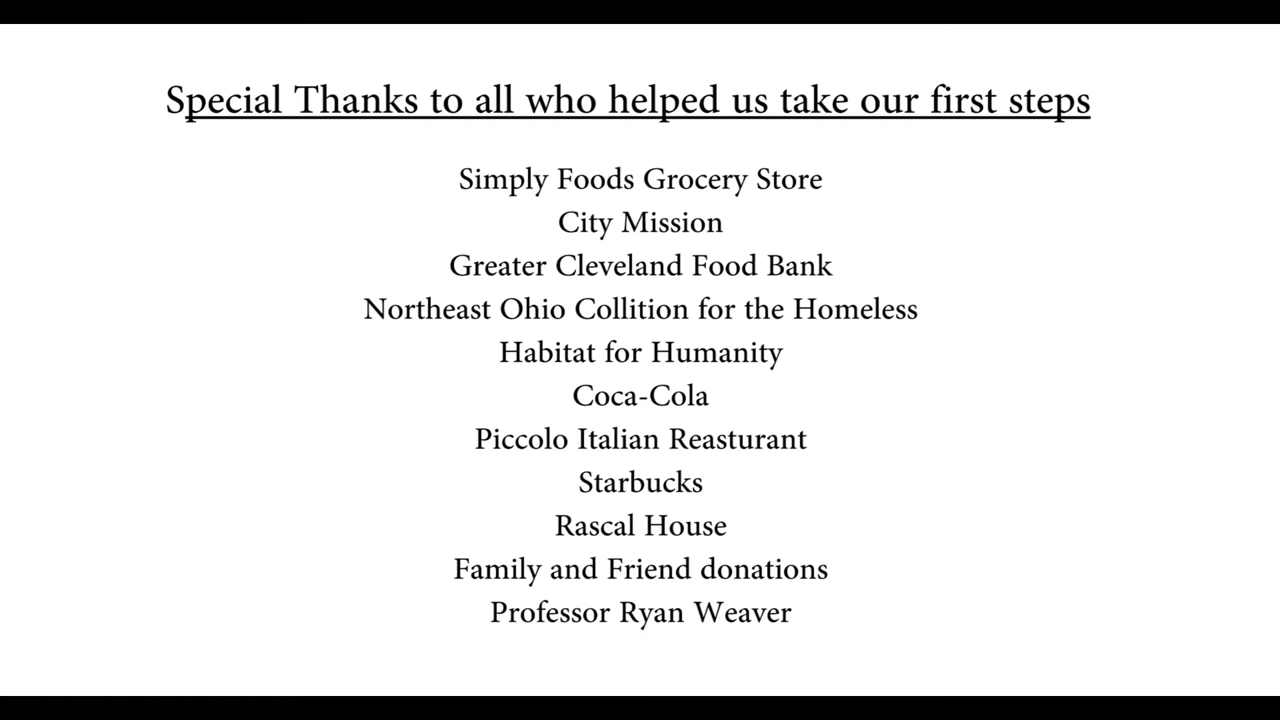 Special Thanks to all who helped us take our first steps
Simply Foods Grocery Store
City Mission
Greater Cleveland Food Bank
Northeast Ohio Collition for the Homeless
Habitat for Humanity
Coca-Cola
Piccolo Italian Reasturant
Starbucks
Rascal House
Family and Friend donations
Professor Ryan Weaver